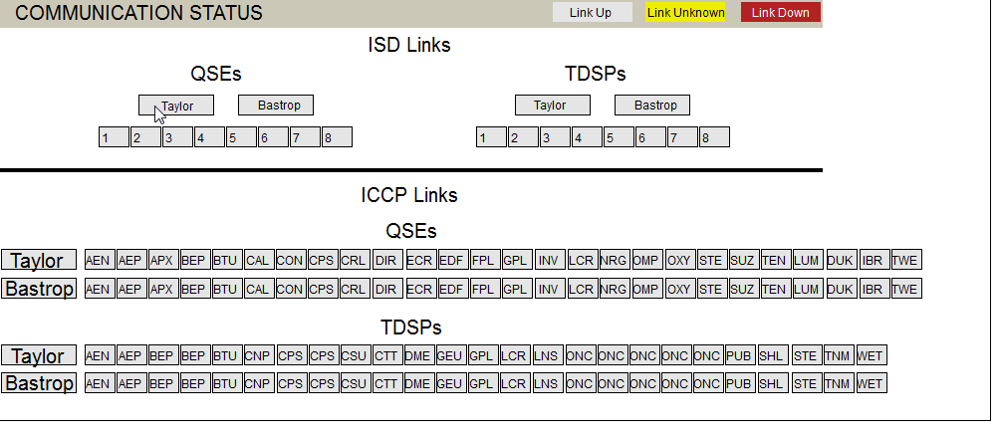 COMMUNICATION STATUS Link Up Link Unknown Link Down
ISD Links
QSEs TDSPs
Taylor Bastrop Taylor Bastrop
1 2 3 4 5 6 7 8 1 2 3 4 5 6 7 8
ICCP Links
QSEs
Taylor AEN AEP APX BEP BTU CAL CON CPS CRL DIR ECR EDF FPL GPL INV LCR NRG OMP OXY STE SUZ TEN LUM DUK IBR TWE
Bastrop AEN AEP APX BEP BTU CAL CON CPS CRL DIR ECR EDF FPL GPL INV LCR NRG OMP OXY STE SUZ TEN LUM DUK IBR TWE
TDSPs
Taylor AEN AEP BEP BEP BTU CNP CPS CPS CSU CTT DME GEU GPL LCR LNS ONC ONC ONC ONC ONC PUB SHL STE TNM WET
Bastrop AEN AEP BEP BEP BTU CNP CPS CPS CSU CTT DME GEU GPL LCR LNS ONC ONC ONC ONC ONC PUB SHL STE TNM WET